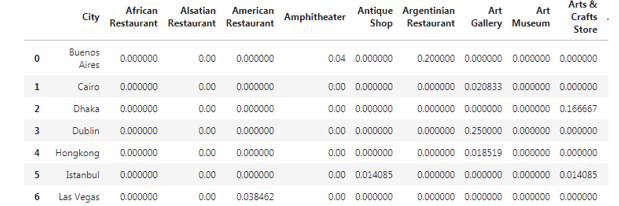 City African Restaurant Alsatian Restaurant American Restaurant Amphitheater Antique Shop Argentinian Restaurant Art Gallery Art Museum Arts & Crafts Store .
0 Buenos Aires 0.000000 0.00 0.000000 0.04 0.000000 0.200000 0.000000 0.000000 0.000000
1 Cairo 0.000000 0.00 0.000000 0.00 0.000000 0.000000 0.020833 0.000000 0.000000
2 Dhaka 0.000000 0.00 0.000000 0.00 0.000000 0.000000 0.000000 0.000000 0.166667
3 Dublin 0.000000 0.00 0.000000 0.00 0.000000 0.000000 0.250000 0.000000 0.000000
4 Hongkong 0.000000 0.00 0.000000 0.00 0.000000 0.000000 0.018519 0.000000 0.000000
5 Istanbul 0.000000 0.00 0.000000 0.00 0.014085 0.000000 0.000000 0.000000 0.014085
6 Las Vegas 0.000000 0.00 0.038462 0.00 0.000000 0.000000 0.000000 0.000000 0.000000